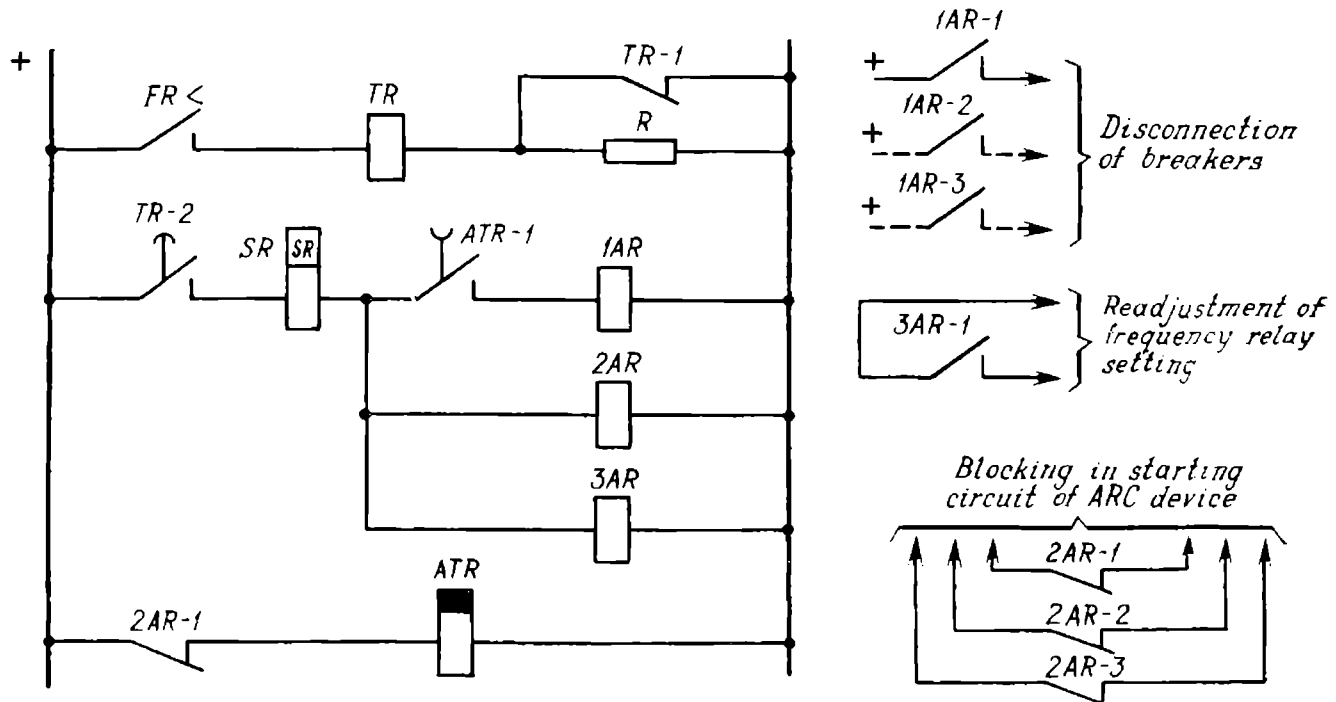 +
FR <
TR
TR-1
R
TR-2
SR
SR
ATR-1
1AR
2AR
3AR
2AR-1
ATR
1AR-1
+
1AR-2
+
1AR-3
+
Disconnection
of breakers
3AR-1
Readjustment of
frequency relay
setting
Blocking in starting
circuit of ARC device
2AR-1
2AR-2
2AR-3